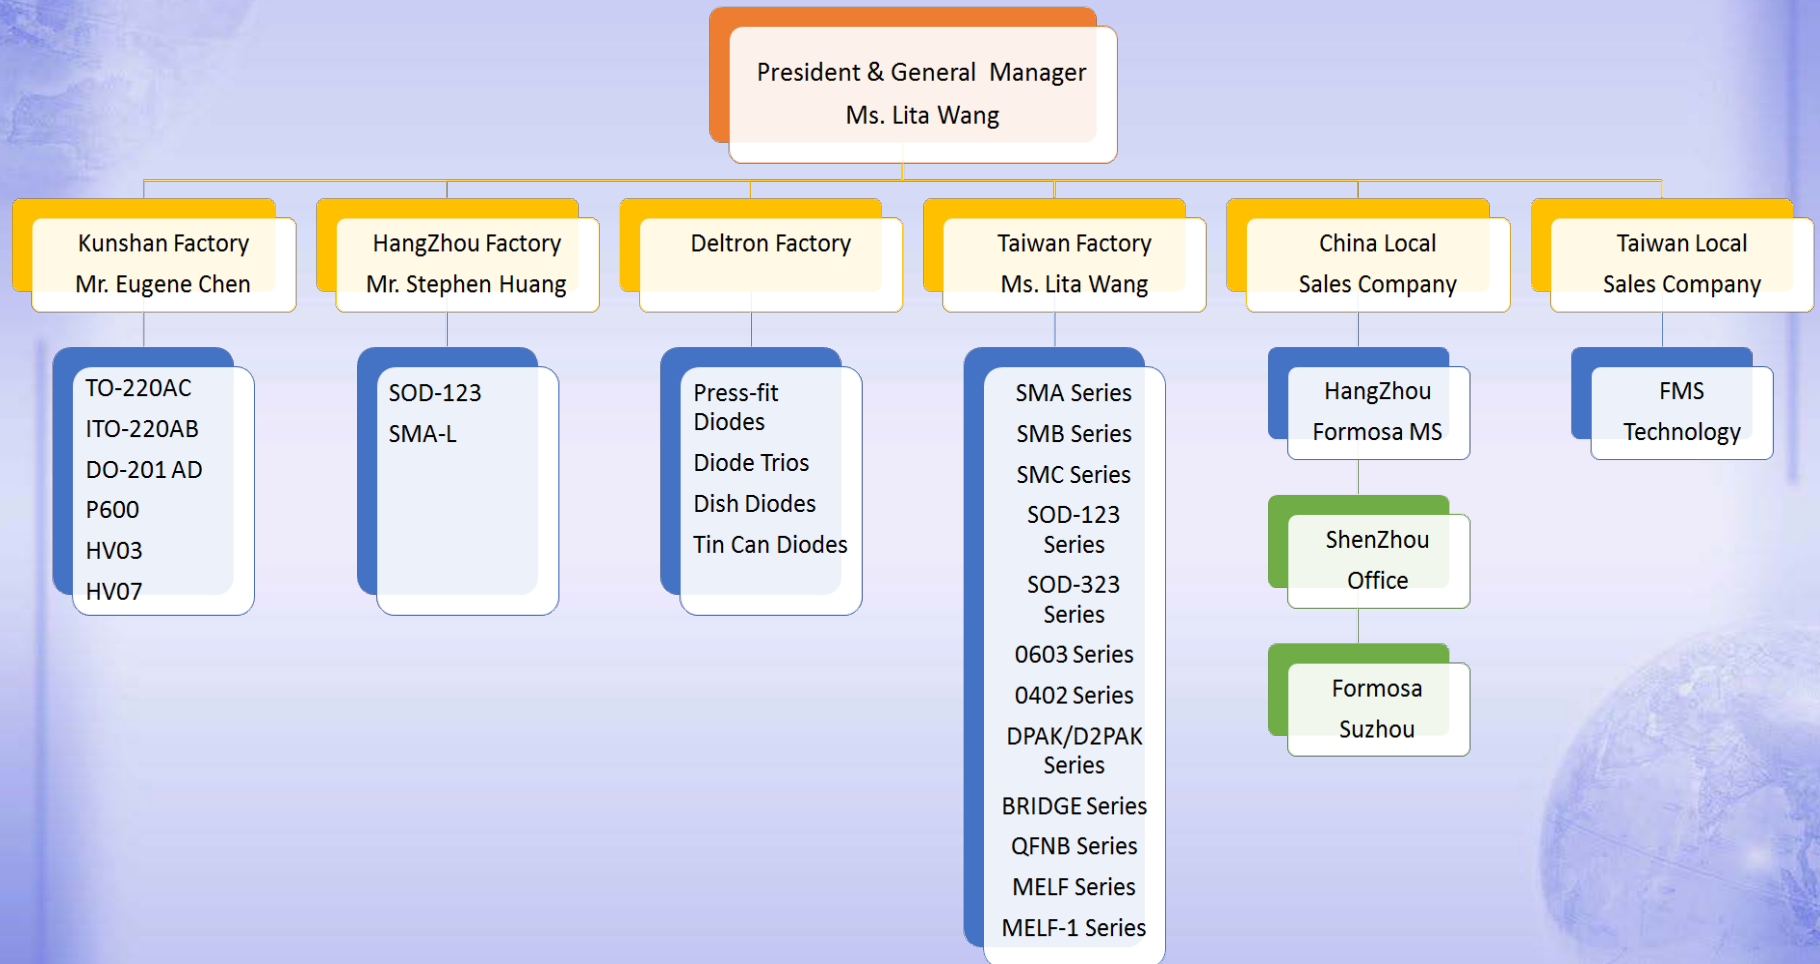 President & General Manager
Ms. Lita Wang
Kunshan Factory
Mr. Eugene Chen
HangZhou Factory
Mr. Stephen Huang
Deltron Factory
Taiwan Factory
Ms. Lita Wang
China Local
Sales Company
Taiwan Local
Sales Company
TO-220AC
ITO-220AB
DO-201 AD
P600
HV03
HV07
SOD-123
SMA-L
Press-fit
Diodes
Diode Trios
Dish Diodes
Tin Can Diodes
SMA Series
SMB Series
SMC Series
SOD-123
Series
SOD-323
Series
0603 Series
0402 Series
DPAK/D2PAK
Series
BRIDGE Series
QFNB Series
MELF Series
MELF-1 Series
HangZhou
Formosa MS
ShenZhou
Office
Formosa
Suzhou
FMS
Technology